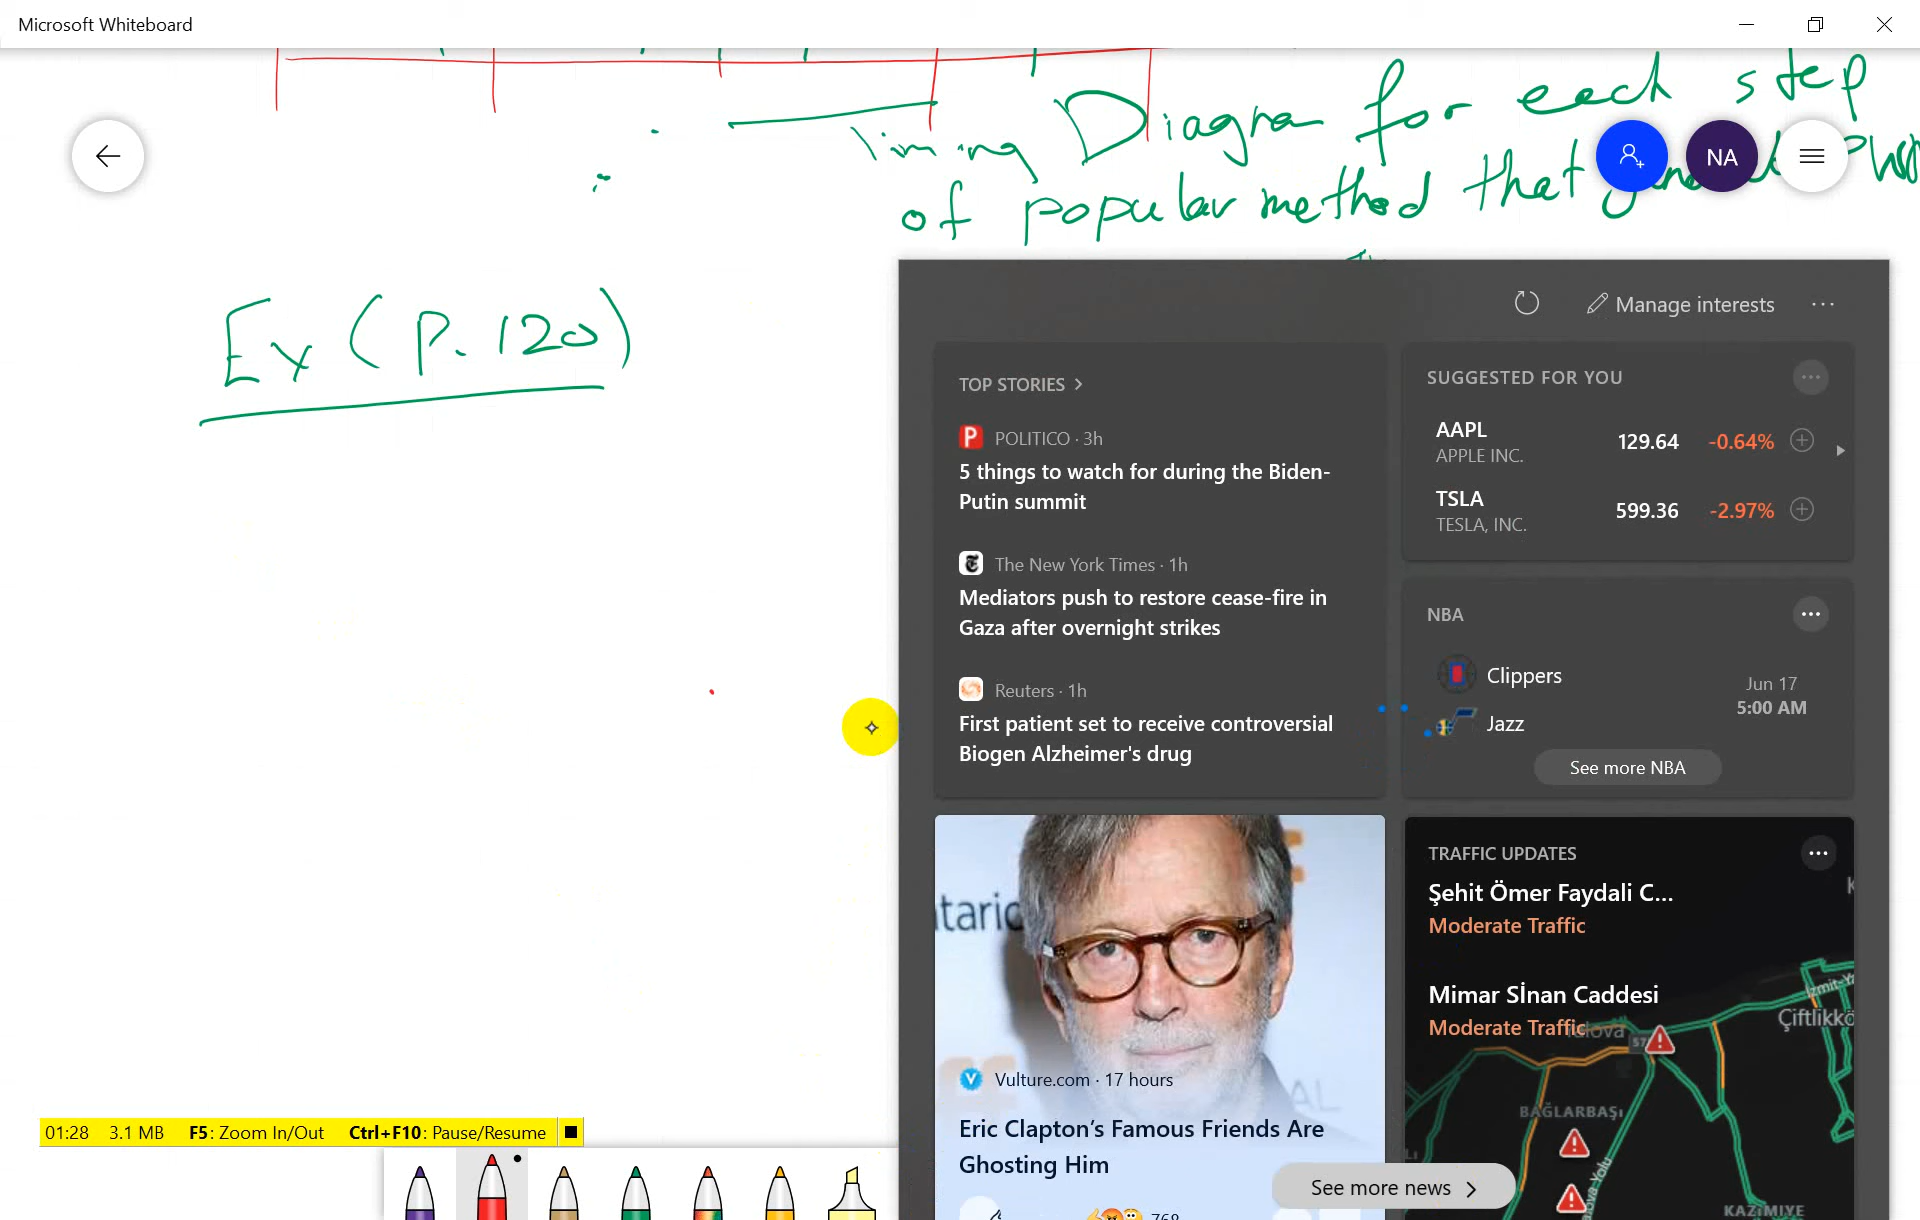 Microsoft Whiteboard
Timing Diagram for each step
of popular method that
NA
Ex (P. 120)
Manage interests
TOP STORIES
POLITICO · 3h
5 things to watch for during the Biden-
Putin summit
The New York Times · 1h
Mediators push to restore cease-fire in
Gaza after overnight strikes
Reuters · 1h
First patient set to receive controversial
Biogen Alzheimer's drug
SUGGESTED FOR YOU
AAPL 129.64 -0.64%
APPLE INC.
TSLA 599.36 -2.97%
TESLA, INC.
NBA
Clippers
Jazz
Jun 17
5:00 AM
See more NBA
Vulture.com · 17 hours
Eric Clapton's Famous Friends Are
Ghosting Him
TRAFFIC UPDATES
Şehit Ömer Faydali C...
Moderate Traffic
Mimar Sİnan Caddesi
Moderate Traffic
Çiftlikkö
BAĞLARBAŞI
KAZIMIYE
See more news
01:28 3.1 MB F5: Zoom In/Out Ctrl+F10: Pause/Resume